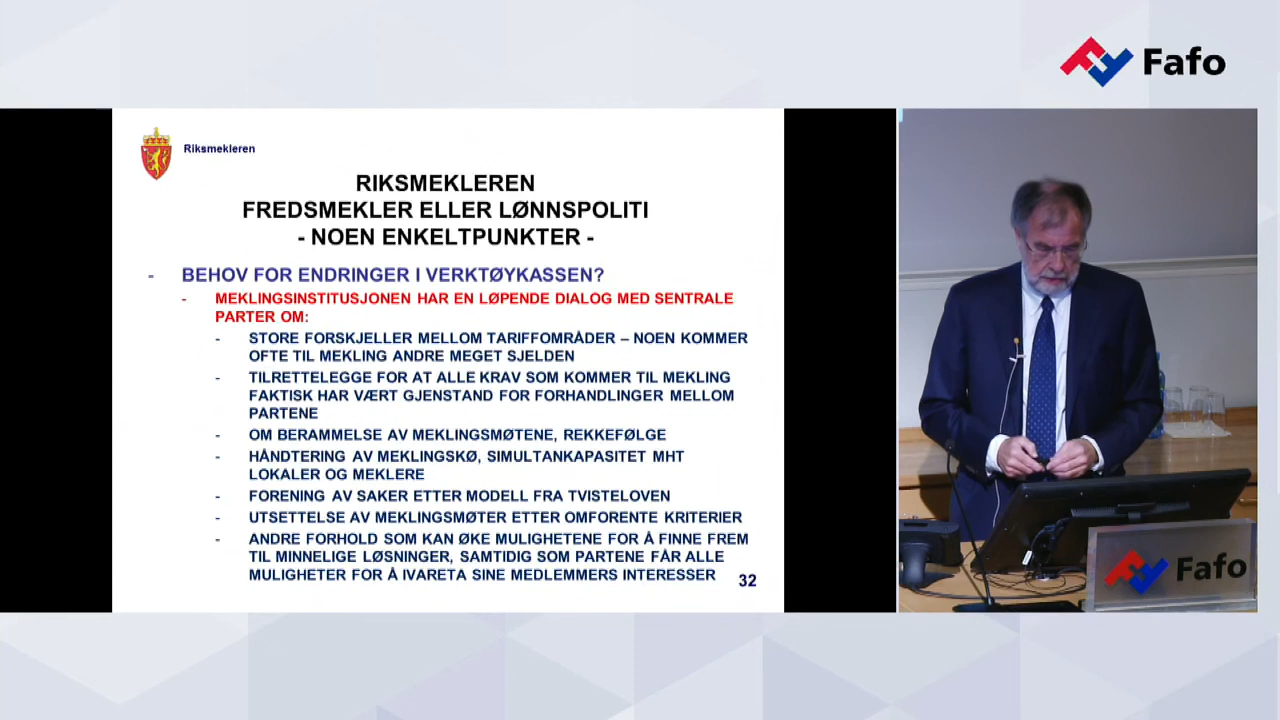 Fafo
Riksmekleren
RIKSMEKLEREN
FREDSMEKLER ELLER LØNNSPOLITI
- NOEN ENKELTPUNKTER -
- BEHOV FOR ENDRINGER I VERKTØYKASSEN?
- MEKLINGSINSTITUSJONEN HAR EN LØPENDE DIALOG MED SENTRALE
PARTER OM:
- STORE FORSKJELLER MELLOM TARIFFOMRÅDER – NOEN KOMMER
OFTE TIL MEKLING ANDRE MEGET SJELDEN
- TILRETTELEGGE FOR AT ALLE KRAV SOM KOMMER TIL MEKLING
FAKTISK HAR VÆRT GJENSTAND FOR FORHANDLINGER MELLOM
PARTENE
- OM BERAMMELSE AV MEKLINGSMØTENE, REKKEFØLGE
- HÅNDTERING AV MEKLINGSKØ, SIMULTANKAPASITET MHT
LOKALER OG MEKLERE
- FORENING AV SAKER ETTER MODELL FRA TVISTELOVEN
- UTSETTELSE AV MEKLINGSMØTER ETTER OMFORENTE KRITERIER
- ANDRE FORHOLD SOM KAN ØKE MULIGHETENE FOR Å FINNE FREM
TIL MINNELIGE LØSNINGER, SAMTIDIG SOM PARTENE FÅR ALLE
MULIGHETER FOR Å IVARETA SINE MEDLEMMERS INTERESSER
32
Fafo